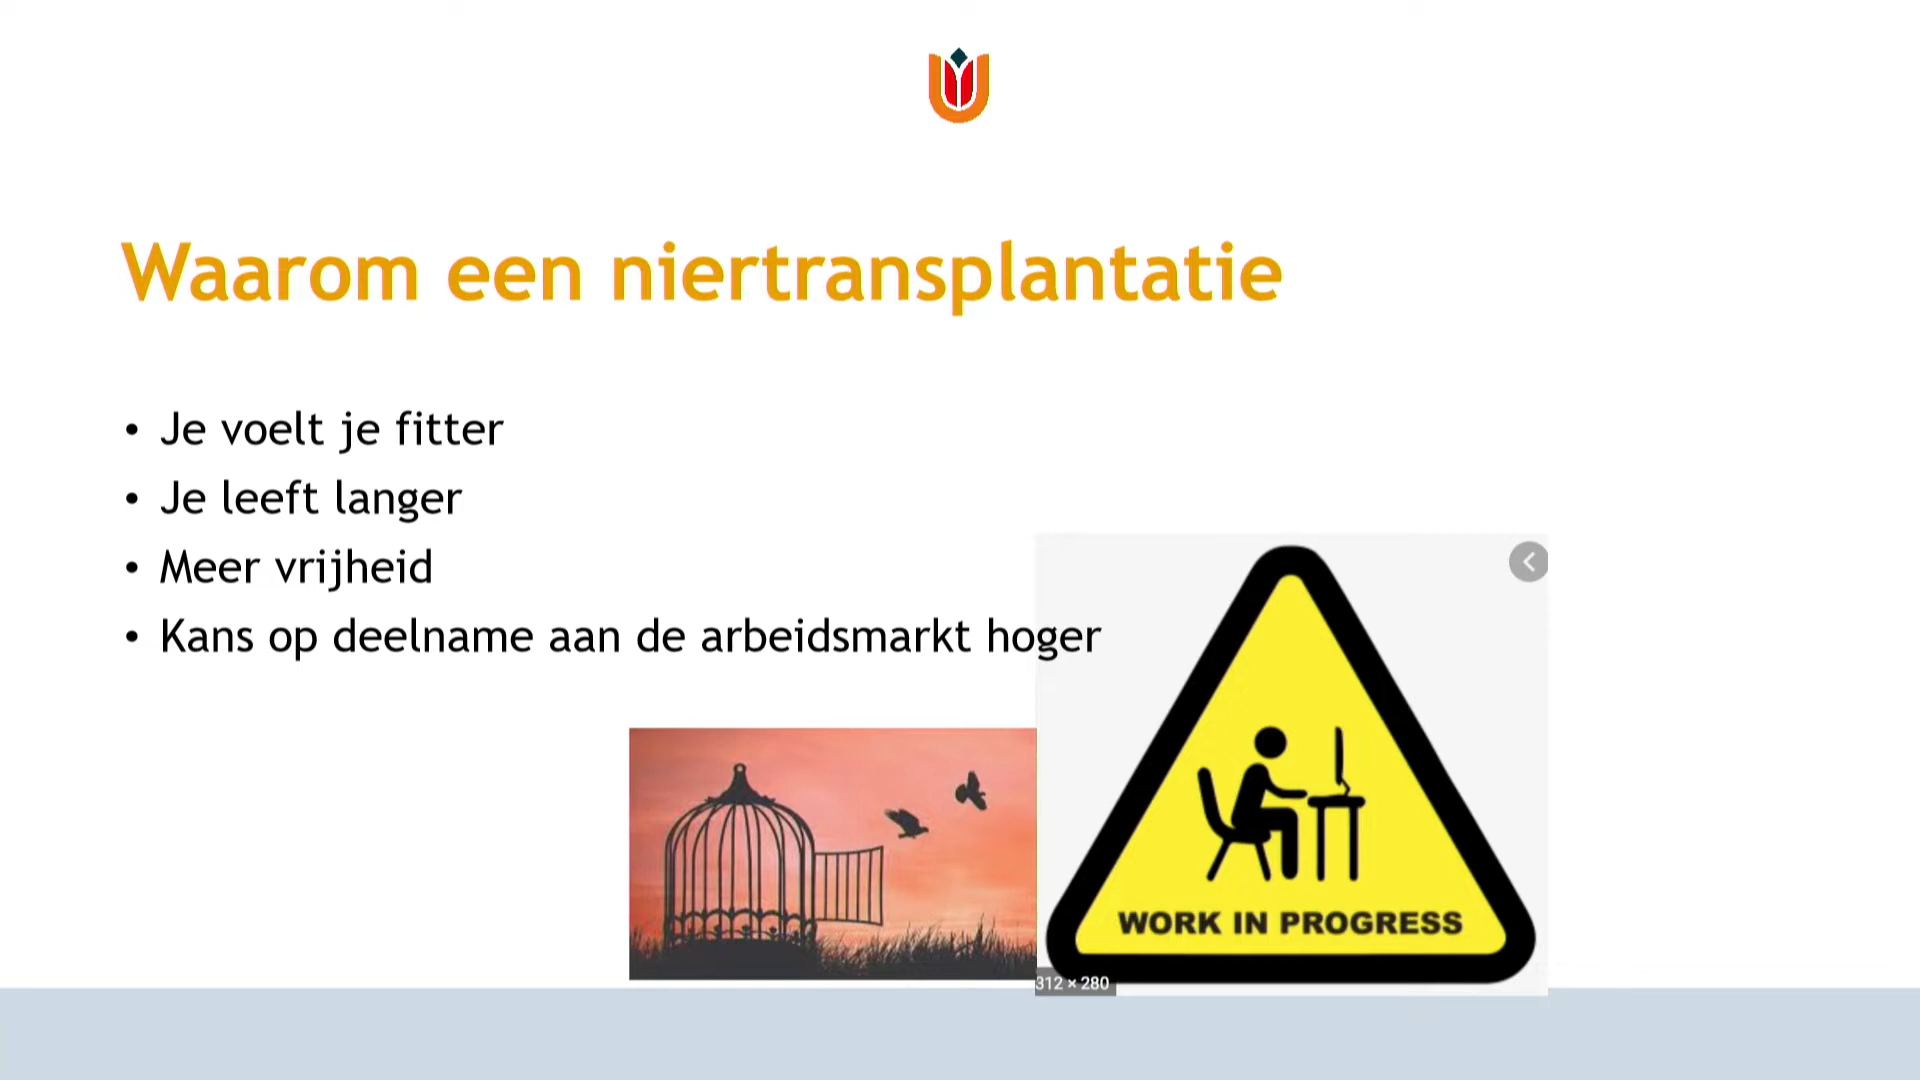 Waarom een niertransplantatie
• Je voelt je fitter
• Je leeft langer
• Meer vrijheid
• Kans op deelname aan de arbeidsmarkt hoger
WORK IN PROGRESS
312 × 280